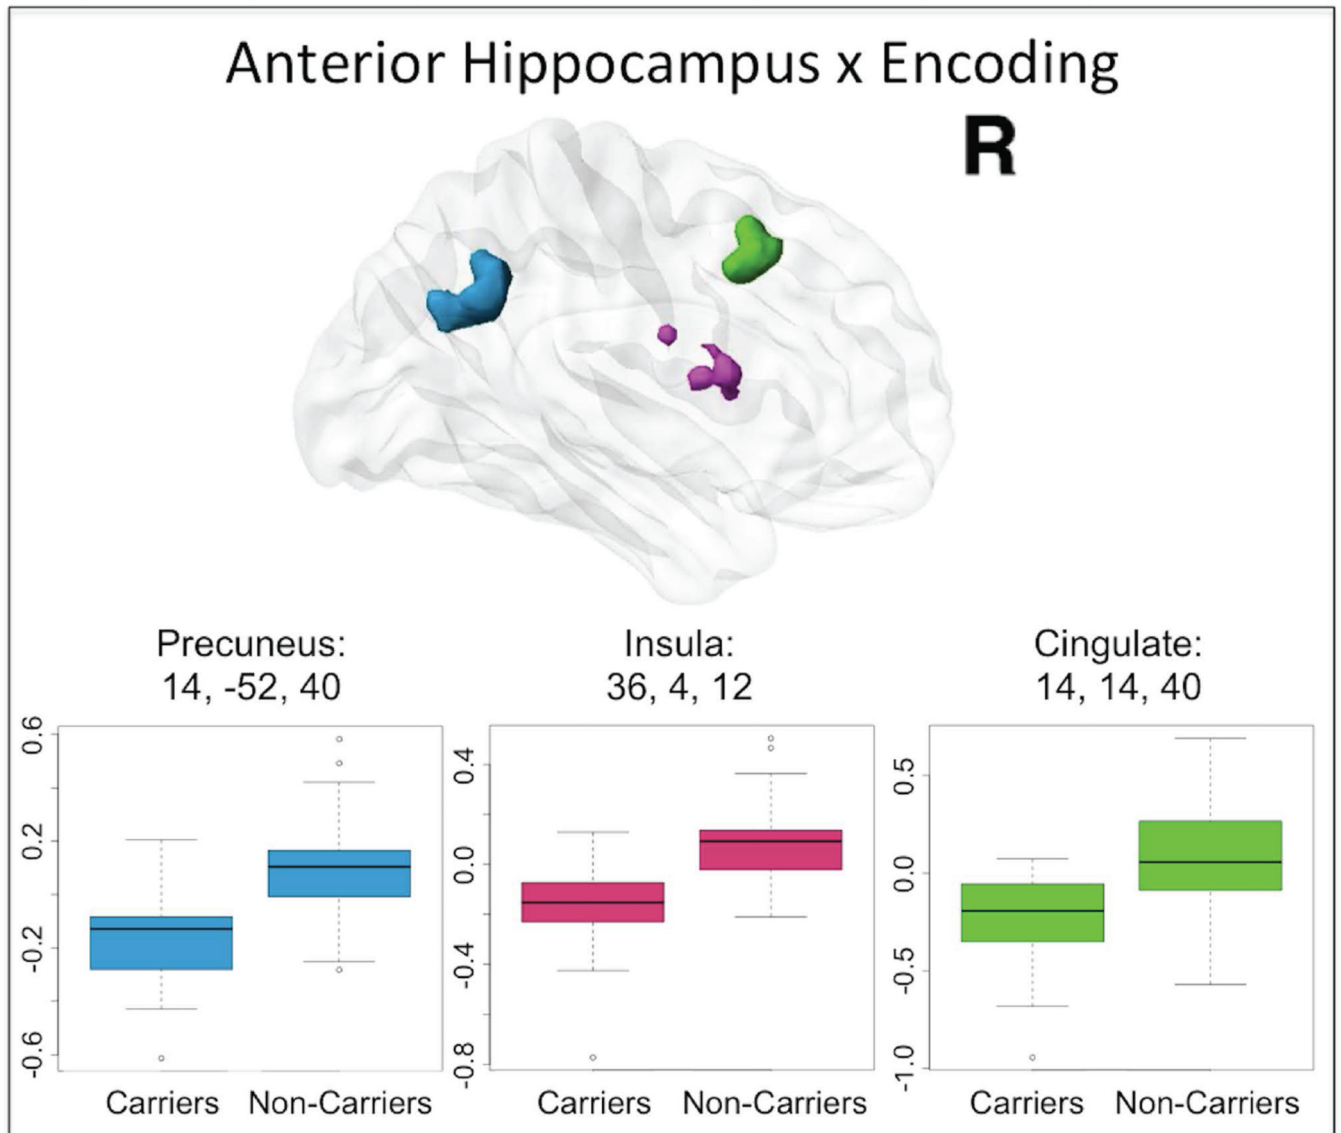 Anterior Hippocampus x Encoding
R
Precuneus:
14, -52, 40
0.6
0.2
-0.2
-0.6
Carriers Non-Carriers
Insula:
36, 4, 12
0.4
0.0
-0.4
-0.8
Carriers Non-Carriers
Cingulate:
14, 14, 40
0.5
0.0
-0.5
-1.0
Carriers Non-Carriers